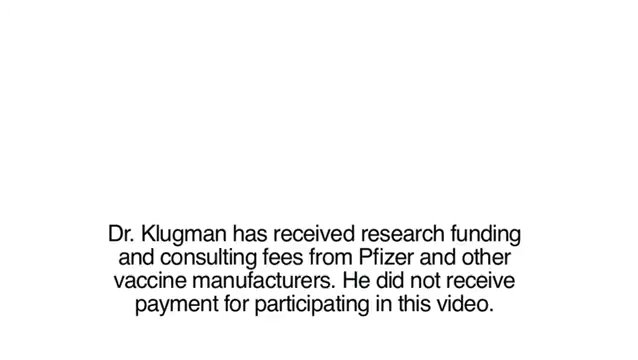 Dr. Klugman has received research funding
and consulting fees from Pfizer and other
vaccine manufacturers. He did not receive
payment for participating in this video.